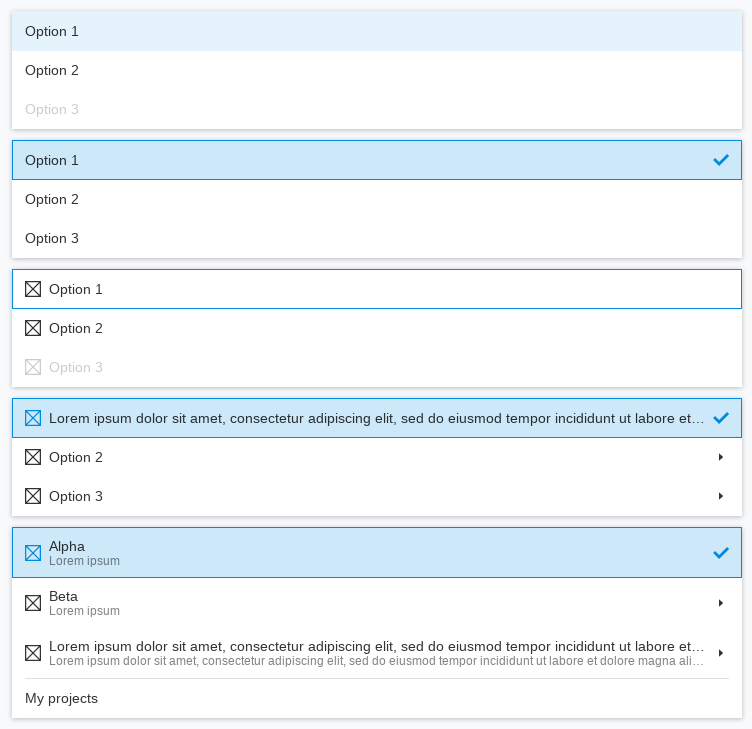 Option 1
Option 2
Option 3
Option 1
Option 2
Option 3
Option 1
Option 2
Option 3
Lorem ipsum dolor sit amet, consectetur adipiscing elit, sed do eiusmod tempor incididunt ut labore et…
Option 2
Option 3
Alpha
Lorem ipsum
Beta
Lorem ipsum
Lorem ipsum dolor sit amet, consectetur adipiscing elit, sed do eiusmod tempor incididunt ut labore et…
Lorem ipsum dolor sit amet, consectetur adipiscing elit, sed do eiusmod tempor incididunt ut labore et dolore magna ali…
My projects